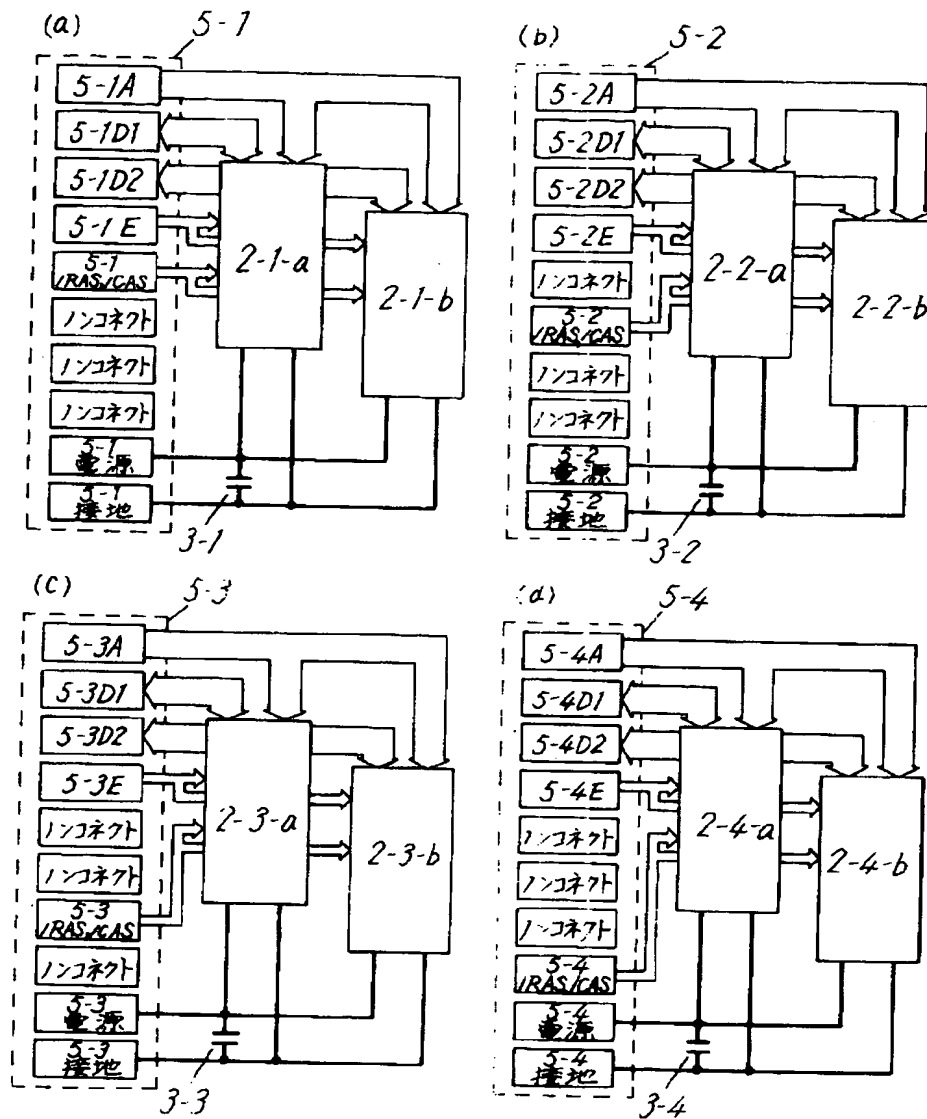 (a)
5-1
5-1A
5-1D1
5-1D2
5-1E
5-1
/RAS/CAS
ノンコネクト
ノンコネクト
ノンコネクト
5-1
電源
5-1
接地
2-1-a
2-1-b
3-1
(b)
5-2
5-2A
5-2D1
5-2D2
5-2E
ノンコネクト
5-2
/RAS/CAS
ノンコネクト
ノンコネクト
5-2
電源
5-2
接地
2-2-a
2-2-b
3-2
(c)
5-3
5-3A
5-3D1
5-3D2
5-3E
ノンコネクト
ノンコネクト
5-3
/RAS/CAS
ノンコネクト
5-3
電源
5-3
接地
2-3-a
2-3-b
3-3
(d)
5-4
5-4A
5-4D1
5-4D2
5-4E
ノンコネクト
ノンコネクト
ノンコネクト
5-4
/RAS/CAS
5-4
電源
5-4
接地
2-4-a
2-4-b
3-4